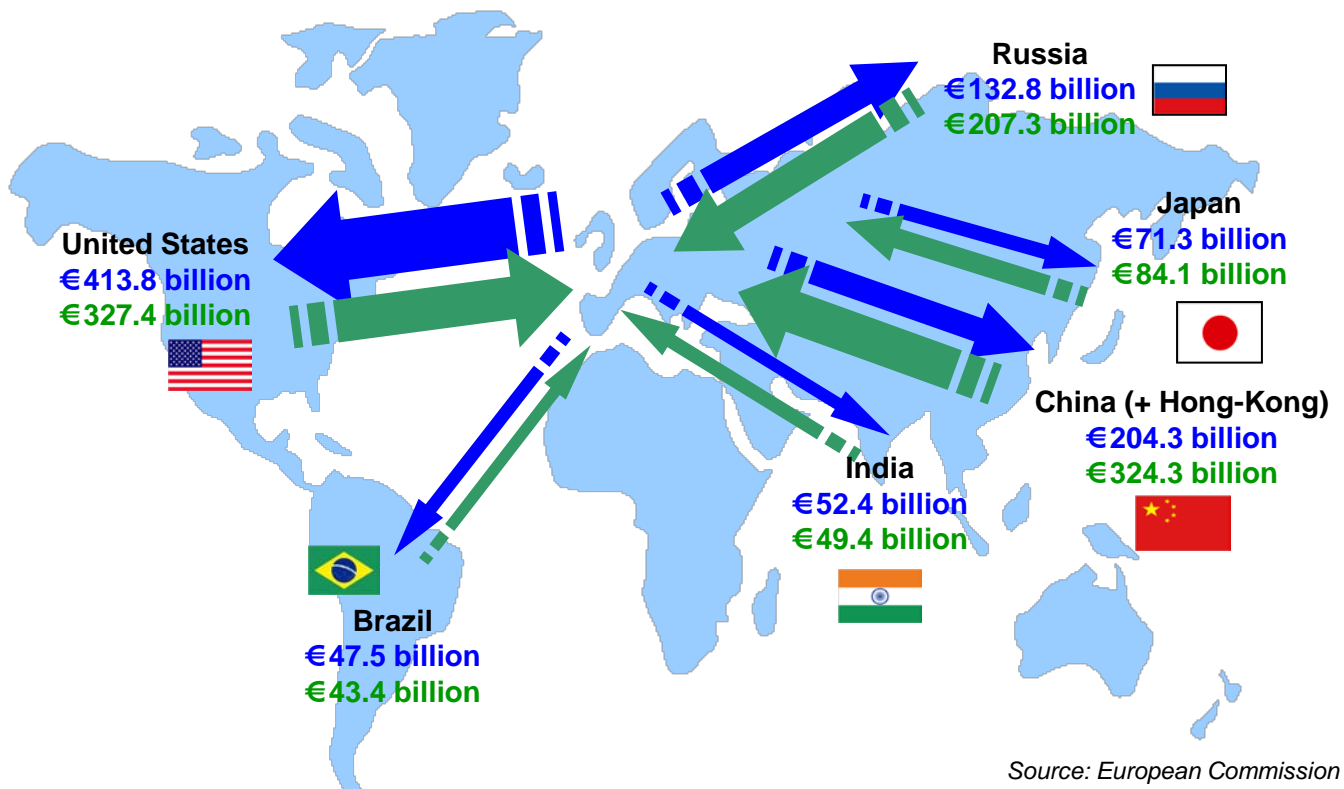 Russia
€132.8 billion
€207.3 billion
Japan
€71.3 billion
€84.1 billion
United States
€413.8 billion
€327.4 billion
China (+ Hong-Kong)
€204.3 billion
€324.3 billion
India
€52.4 billion
€49.4 billion
Brazil
€47.5 billion
€43.4 billion
Source: European Commission